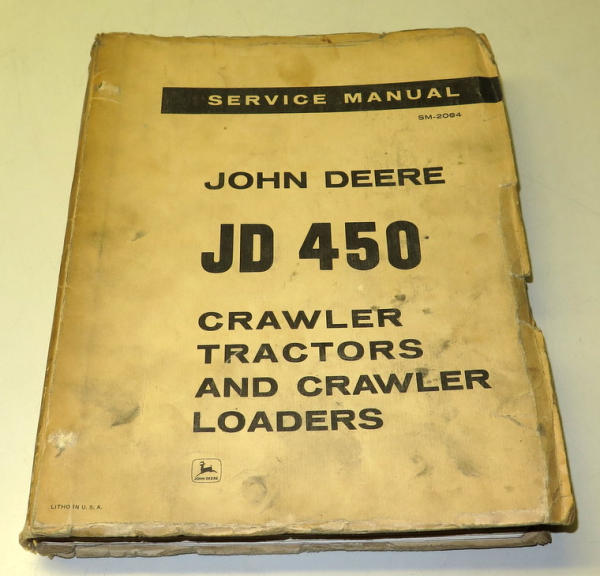 SERVICE MANUAL
SM-2064
JOHN DEERE
JD 450
CRAWLER
TRACTORS
AND CRAWLER
LOADERS
JOHN DEERE
LITHO IN U. S. A.